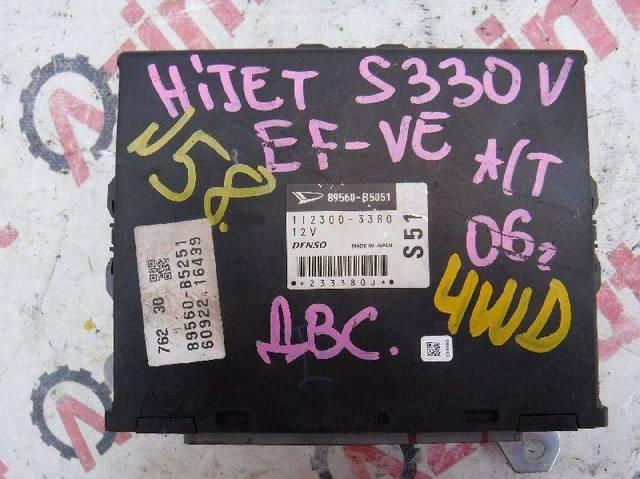 HiJET S330V
EF-VE
J58.
A/T
06г
4WD
ДВС.
89560-B5051
112300-3380
12V
DENSO MADE IN JAPAN
S51
*233380J*
762 30
89560-B5251
60922.16439